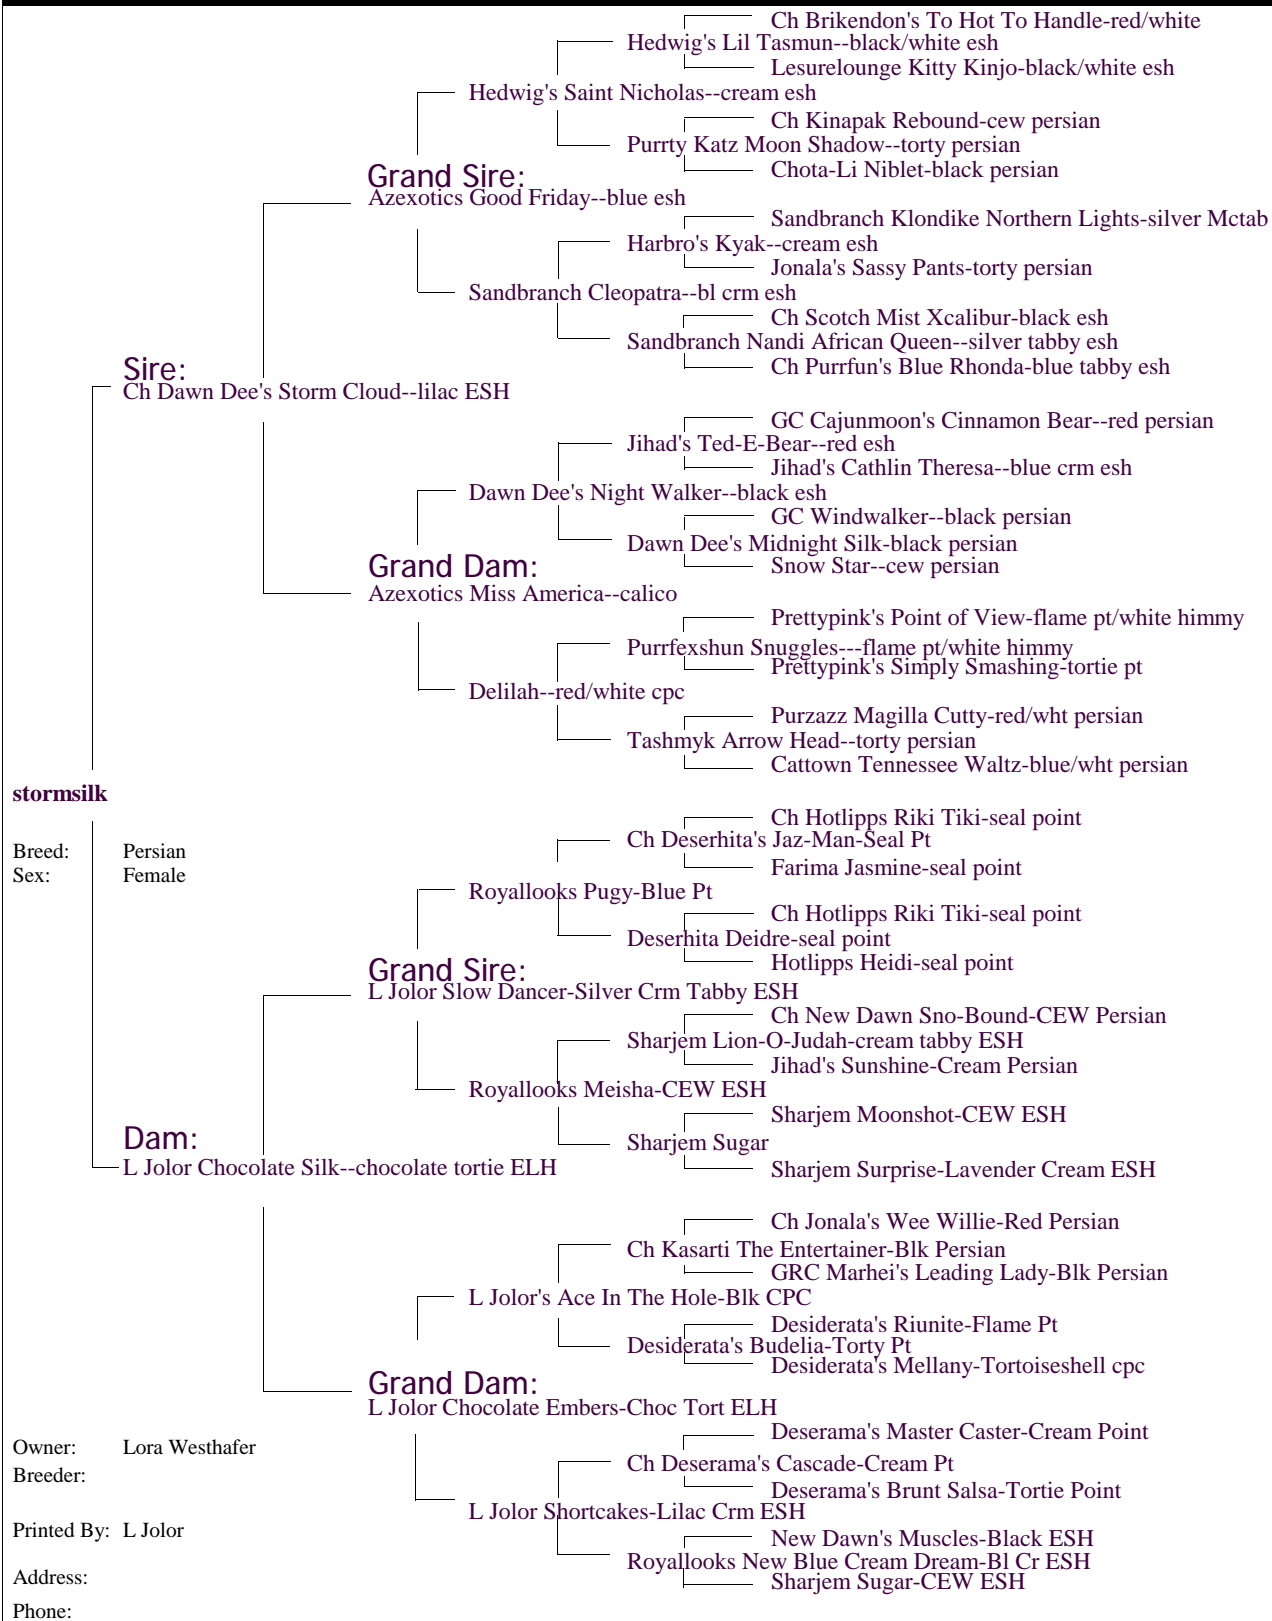 Ch Brikendon's To Hot To Handle-red/white
Hedwig's Lil Tasmun--black/white esh
Lesurelounge Kitty Kinjo-black/white esh
Hedwig's Saint Nicholas--cream esh
Ch Kinapak Rebound-cew persian
Purrty Katz Moon Shadow--torty persian
Chota-Li Niblet-black persian
Grand Sire:
Azexotics Good Friday--blue esh
Sandbranch Klondike Northern Lights-silver Mctab
Harbro's Kyak--cream esh
Jonala's Sassy Pants-torty persian
Sandbranch Cleopatra--bl crm esh
Ch Scotch Mist Xcalibur-black esh
Sandbranch Nandi African Queen--silver tabby esh
Ch Purrfun's Blue Rhonda-blue tabby esh
Sire:
Ch Dawn Dee's Storm Cloud--lilac ESH
GC Cajunmoon's Cinnamon Bear--red persian
Jihad's Ted-E-Bear--red esh
Jihad's Cathlin Theresa--blue crm esh
Dawn Dee's Night Walker--black esh
GC Windwalker--black persian
Dawn Dee's Midnight Silk-black persian
Snow Star--cew persian
Grand Dam:
Azexotics Miss America--calico
Prettypink's Point of View-flame pt/white himmy
Purrfexshun Snuggles---flame pt/white himmy
Prettypink's Simply Smashing-tortie pt
Delilah--red/white cpc
Purzazz Magilla Cutty-red/wht persian
Tashmyk Arrow Head--torty persian
Cattown Tennessee Waltz-blue/wht persian
stormsilk
Breed: Persian
Sex: Female
Ch Hotlipps Riki Tiki-seal point
Ch Deserhita's Jaz-Man-Seal Pt
Farima Jasmine-seal point
Royallooks Pugy-Blue Pt
Ch Hotlipps Riki Tiki-seal point
Deserhita Deidre-seal point
Hotlipps Heidi-seal point
Grand Sire:
L Jolor Slow Dancer-Silver Crm Tabby ESH
Ch New Dawn Sno-Bound-CEW Persian
Sharjem Lion-O-Judah-cream tabby ESH
Jihad's Sunshine-Cream Persian
Royallooks Meisha-CEW ESH
Sharjem Moonshot-CEW ESH
Sharjem Sugar
Sharjem Surprise-Lavender Cream ESH
Dam:
L Jolor Chocolate Silk--chocolate tortie ELH
Ch Jonala's Wee Willie-Red Persian
Ch Kasarti The Entertainer-Blk Persian
GRC Marhei's Leading Lady-Blk Persian
L Jolor's Ace In The Hole-Blk CPC
Desiderata's Riunite-Flame Pt
Desiderata's Budelia-Torty Pt
Desiderata's Mellany-Tortoiseshell cpc
Grand Dam:
L Jolor Chocolate Embers-Choc Tort ELH
Deserama's Master Caster-Cream Point
Ch Deserama's Cascade-Cream Pt
Deserama's Brunt Salsa-Tortie Point
L Jolor Shortcakes-Lilac Crm ESH
New Dawn's Muscles-Black ESH
Royallooks New Blue Cream Dream-Bl Cr ESH
Sharjem Sugar-CEW ESH
Owner: Lora Westhafer
Breeder:
Printed By: L Jolor
Address:
Phone: